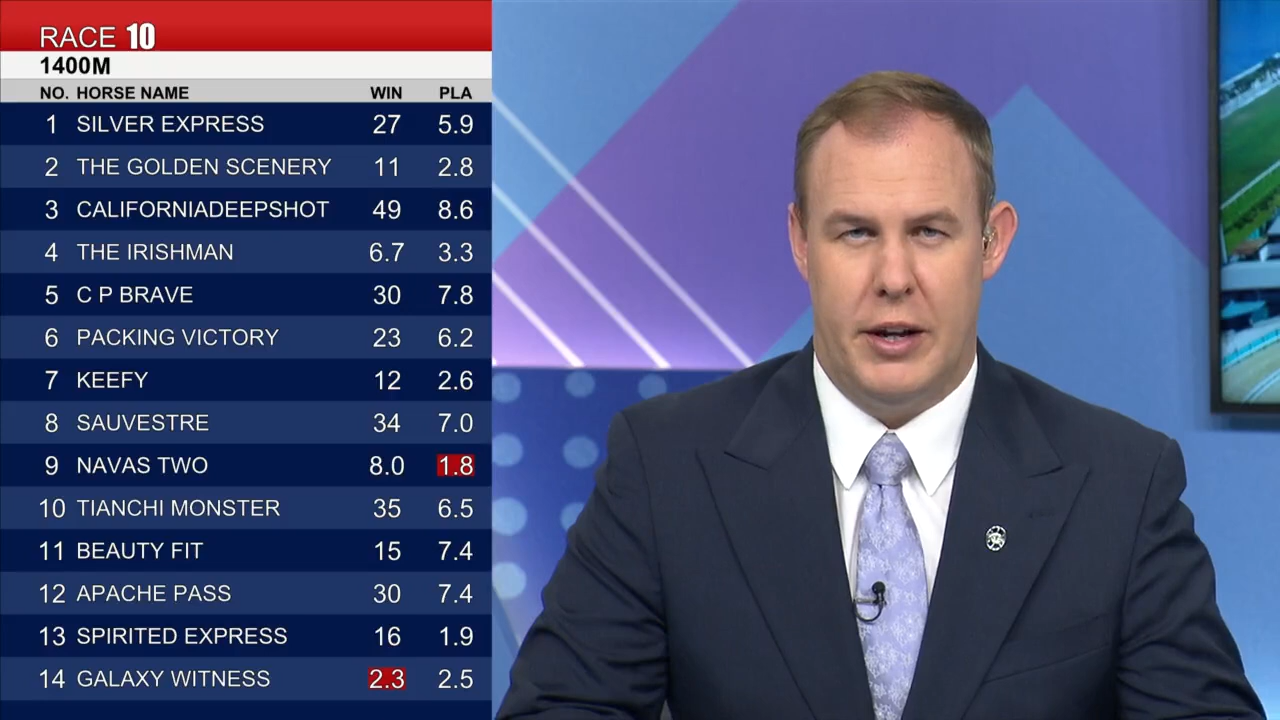 RACE 10
1400M
NO. HORSE NAME WIN PLA
1 SILVER EXPRESS 27 5.9
2 THE GOLDEN SCENERY 11 2.8
3 CALIFORNIADEEPSHOT 49 8.6
4 THE IRISHMAN 6.7 3.3
5 C P BRAVE 30 7.8
6 PACKING VICTORY 23 6.2
7 KEEFY 12 2.6
8 SAUVESTRE 34 7.0
9 NAVAS TWO 8.0 1.8
10 TIANCHI MONSTER 35 6.5
11 BEAUTY FIT 15 7.4
12 APACHE PASS 30 7.4
13 SPIRITED EXPRESS 16 1.9
14 GALAXY WITNESS 2.3 2.5